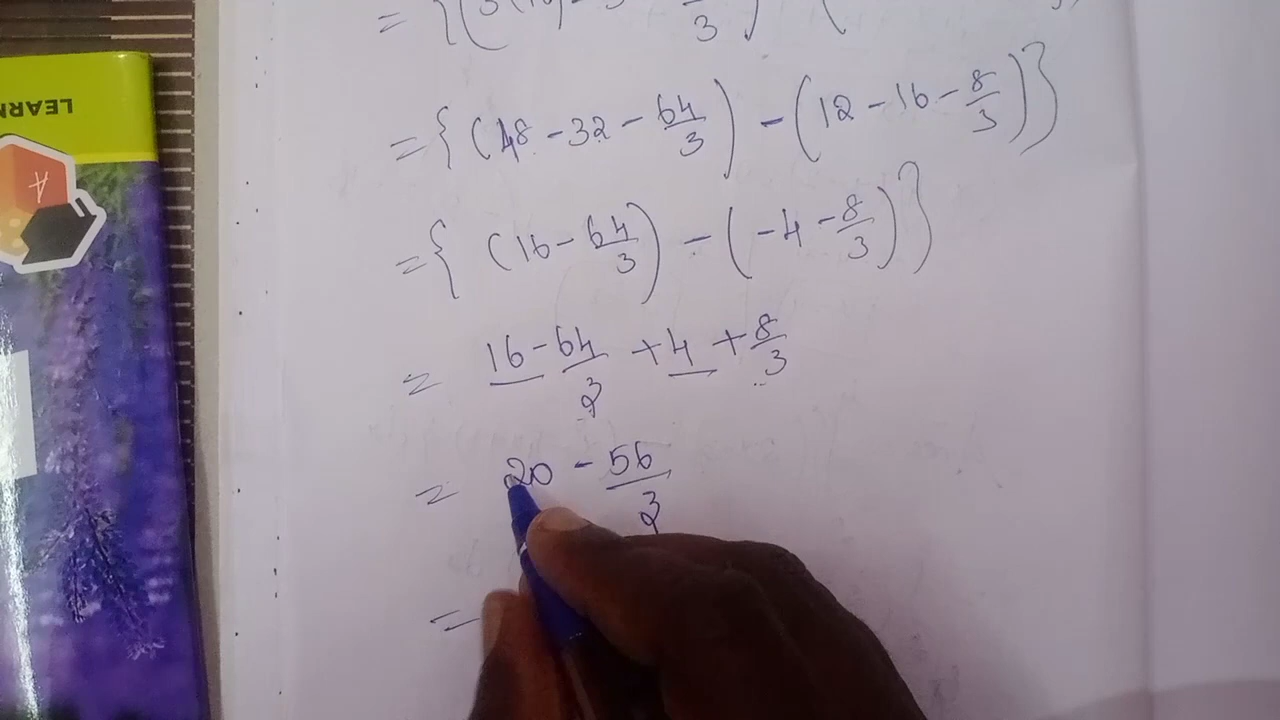 = {(48 - 32 - 64/3) - (12 - 16 - 8/3)}
= {(16 - 64/3) - (-4 - 8/3)}
= 16 - 64/3 + 4 + 8/3
= 20 - 56/3
=
LEARN
A